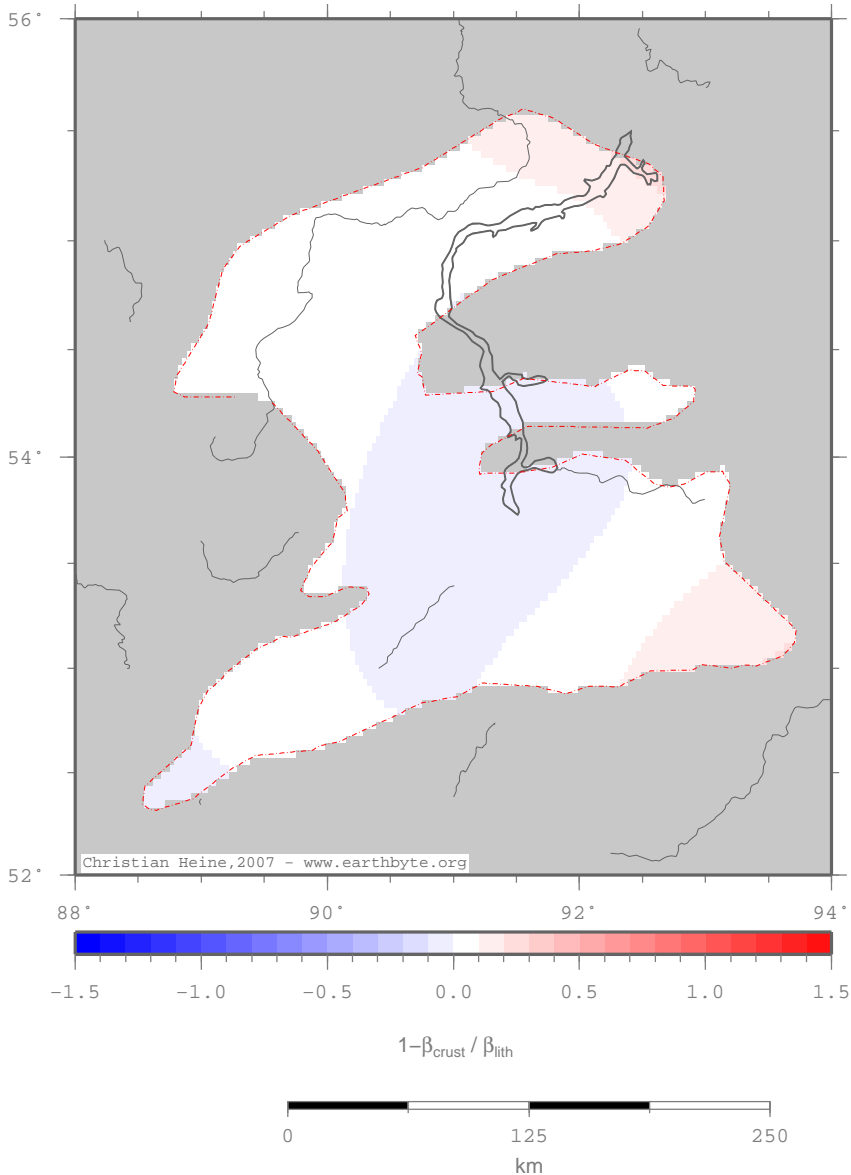 56°
54°
52°
Christian Heine,2007 - www.earthbyte.org
88° 90° 92° 94°
−1.5 −1.0 −0.5 0.0 0.5 1.0 1.5
1−βcrust / βlith
0 125 250
km